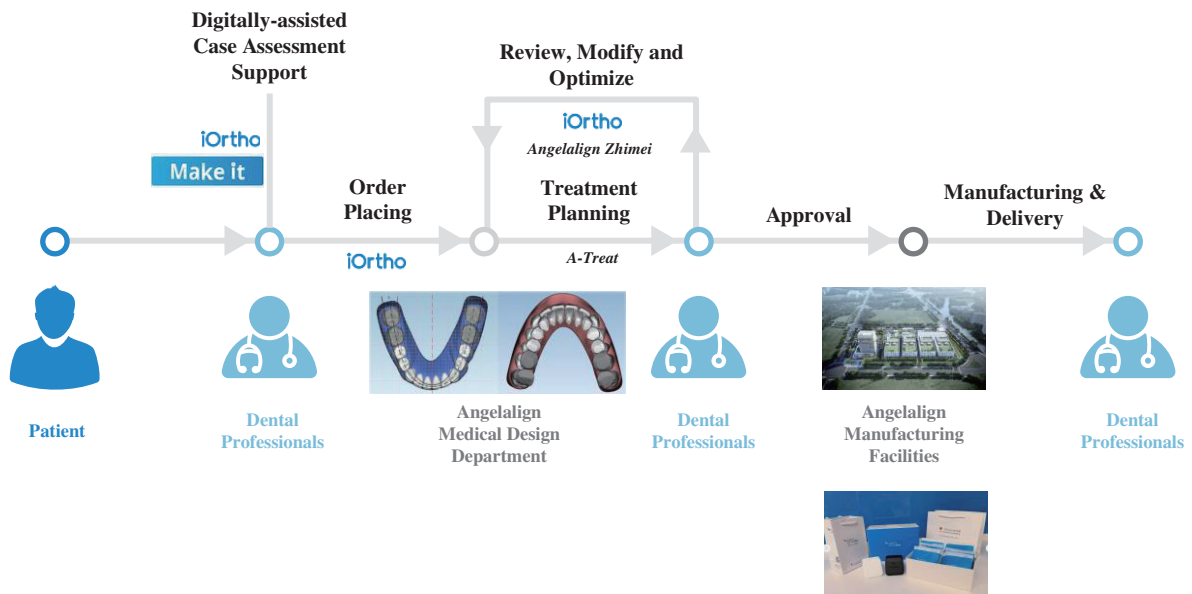 Digitally-assisted
Case Assessment
Support
iOrtho
Make it
Review, Modify and
Optimize
iOrtho
Angelalign Zhimei
Order
Placing
iOrtho
Treatment
Planning
A-Treat
Approval
Manufacturing &
Delivery
Patient
Dental
Professionals
Angelalign
Medical Design
Department
Dental
Professionals
Angelalign
Manufacturing
Facilities
Dental
Professionals